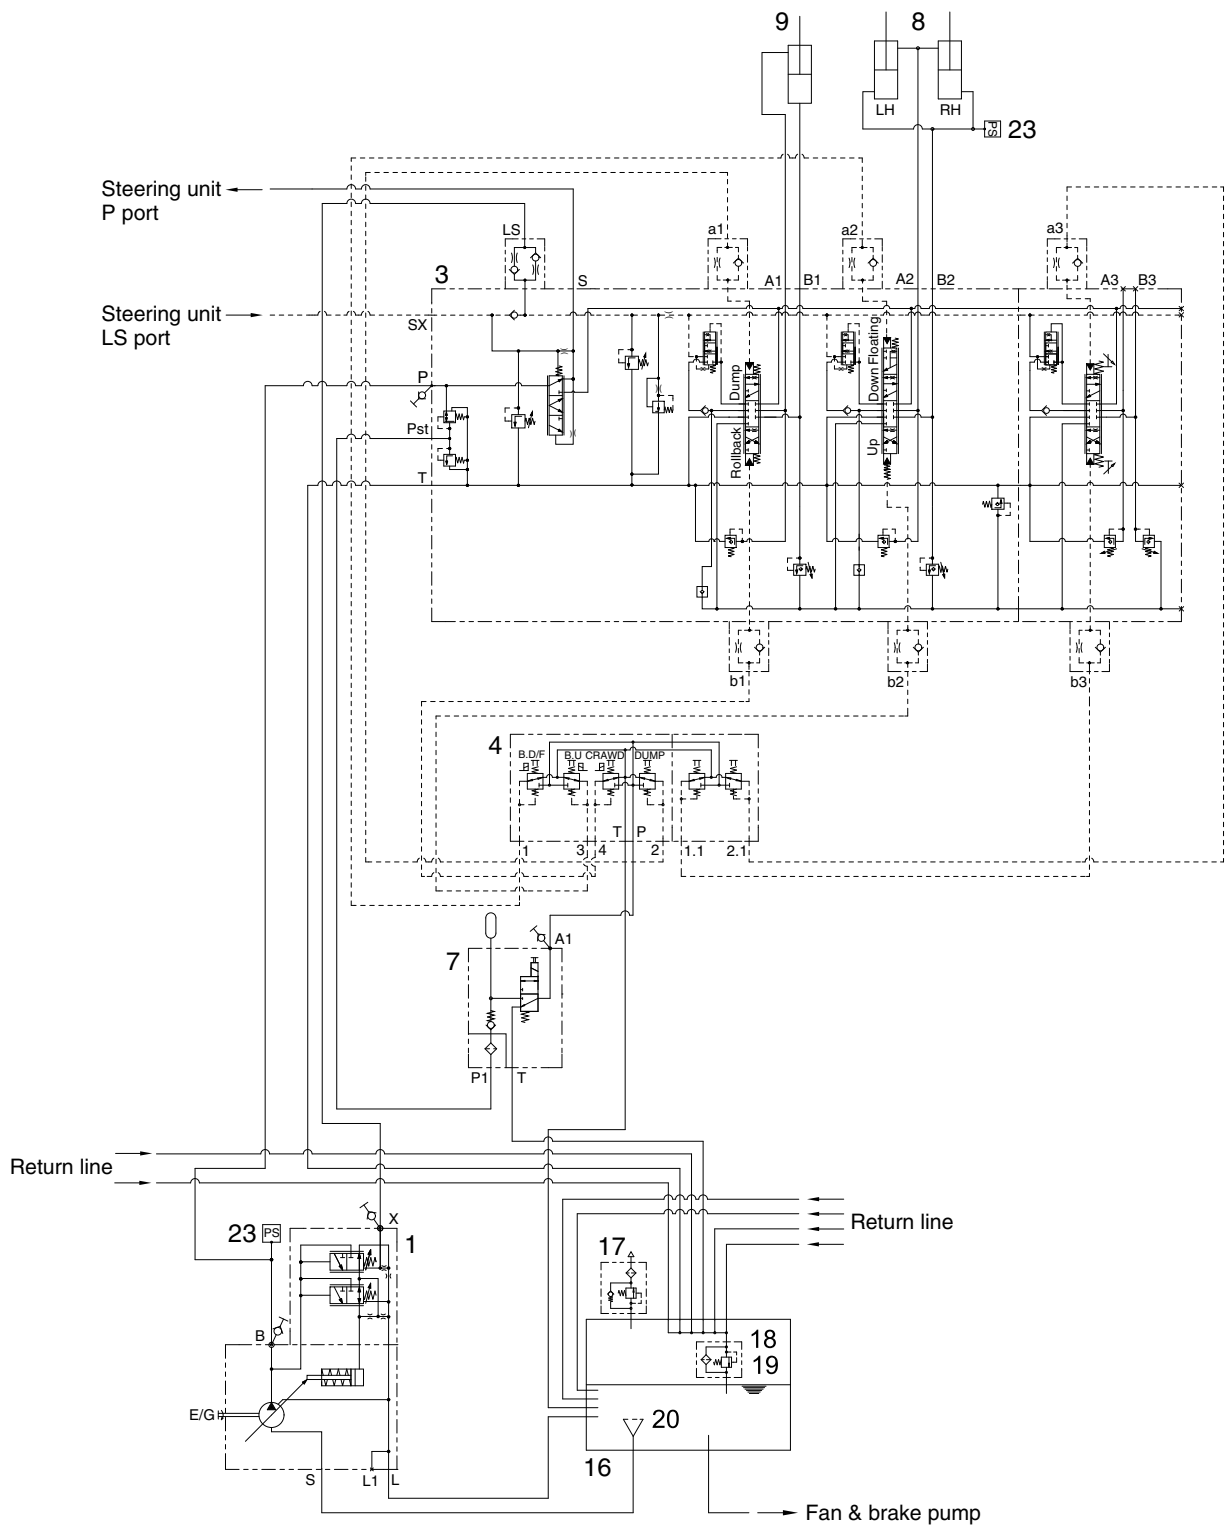 9
8
LH
RH
PS
23
Steering unit
P port
LS
a1
a2
a3
3
S
A1
B1
A2
B2
A3
B3
Steering unit
LS port
SX
P
Pst
T
Dump
Rollback
Down Floating
Up
b1
b2
b3
4
B.D/F
B.U
CRAWD
DUMP
T
P
1
3
4
2
1.1
2.1
7
A1
P1
T
Return line
23
PS
X
1
B
E/G
S
L1
L
Return line
17
18
19
20
16
Fan & brake pump